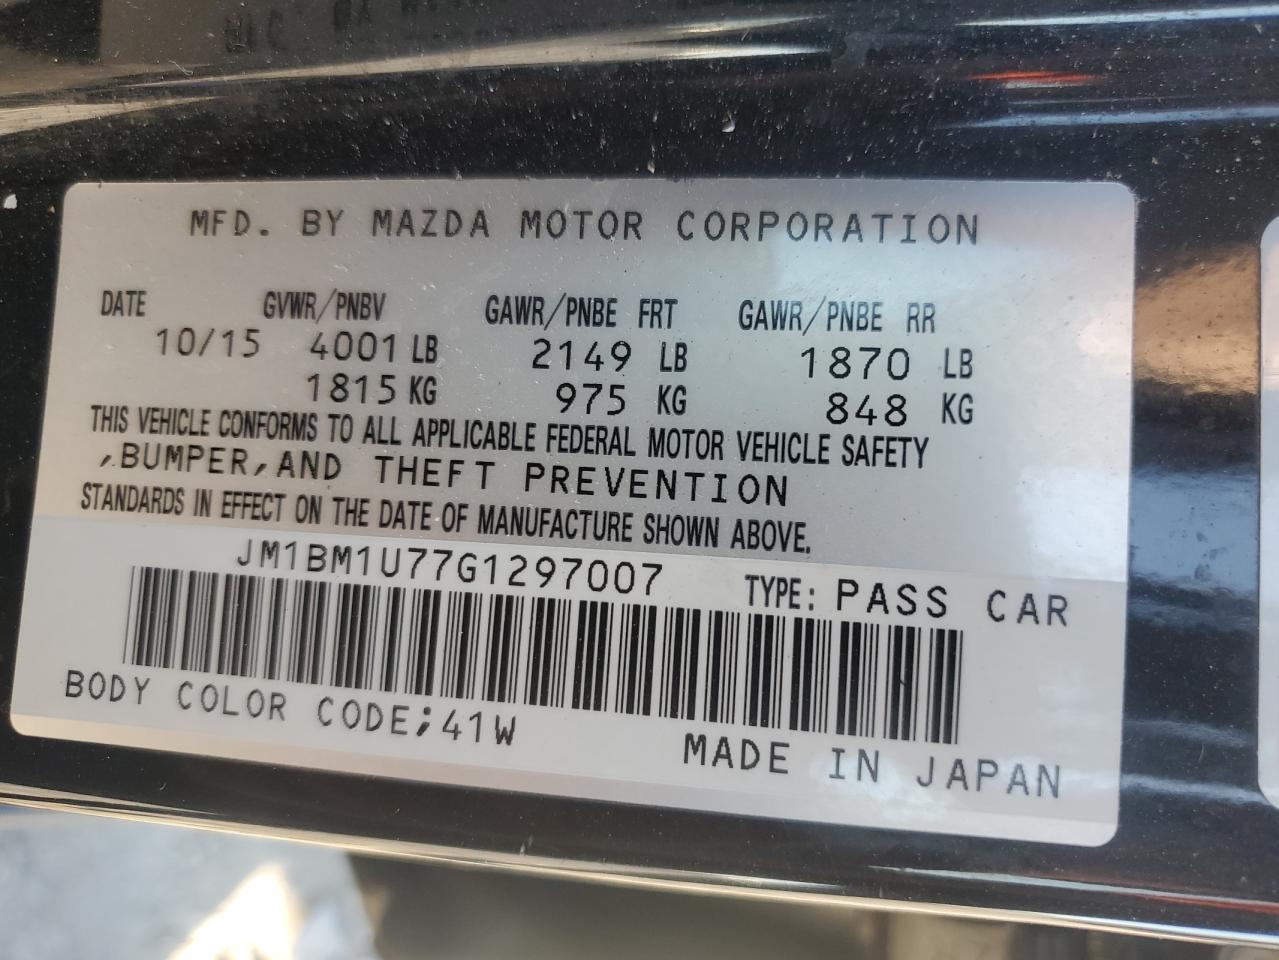 MFD. BY MAZDA MOTOR CORPORATION
DATE GVWR/PNBV GAWR/PNBE FRT GAWR/PNBE RR
10/15 4001 LB 2149 LB 1870 LB
1815 KG 975 KG 848 KG
THIS VEHICLE CONFORMS TO ALL APPLICABLE FEDERAL MOTOR VEHICLE SAFETY
,BUMPER,AND THEFT PREVENTION
STANDARDS IN EFFECT ON THE DATE OF MANUFACTURE SHOWN ABOVE.
JM1BM1U77G1297007 TYPE: PASS CAR
BODY COLOR CODE;41W
MADE IN JAPAN